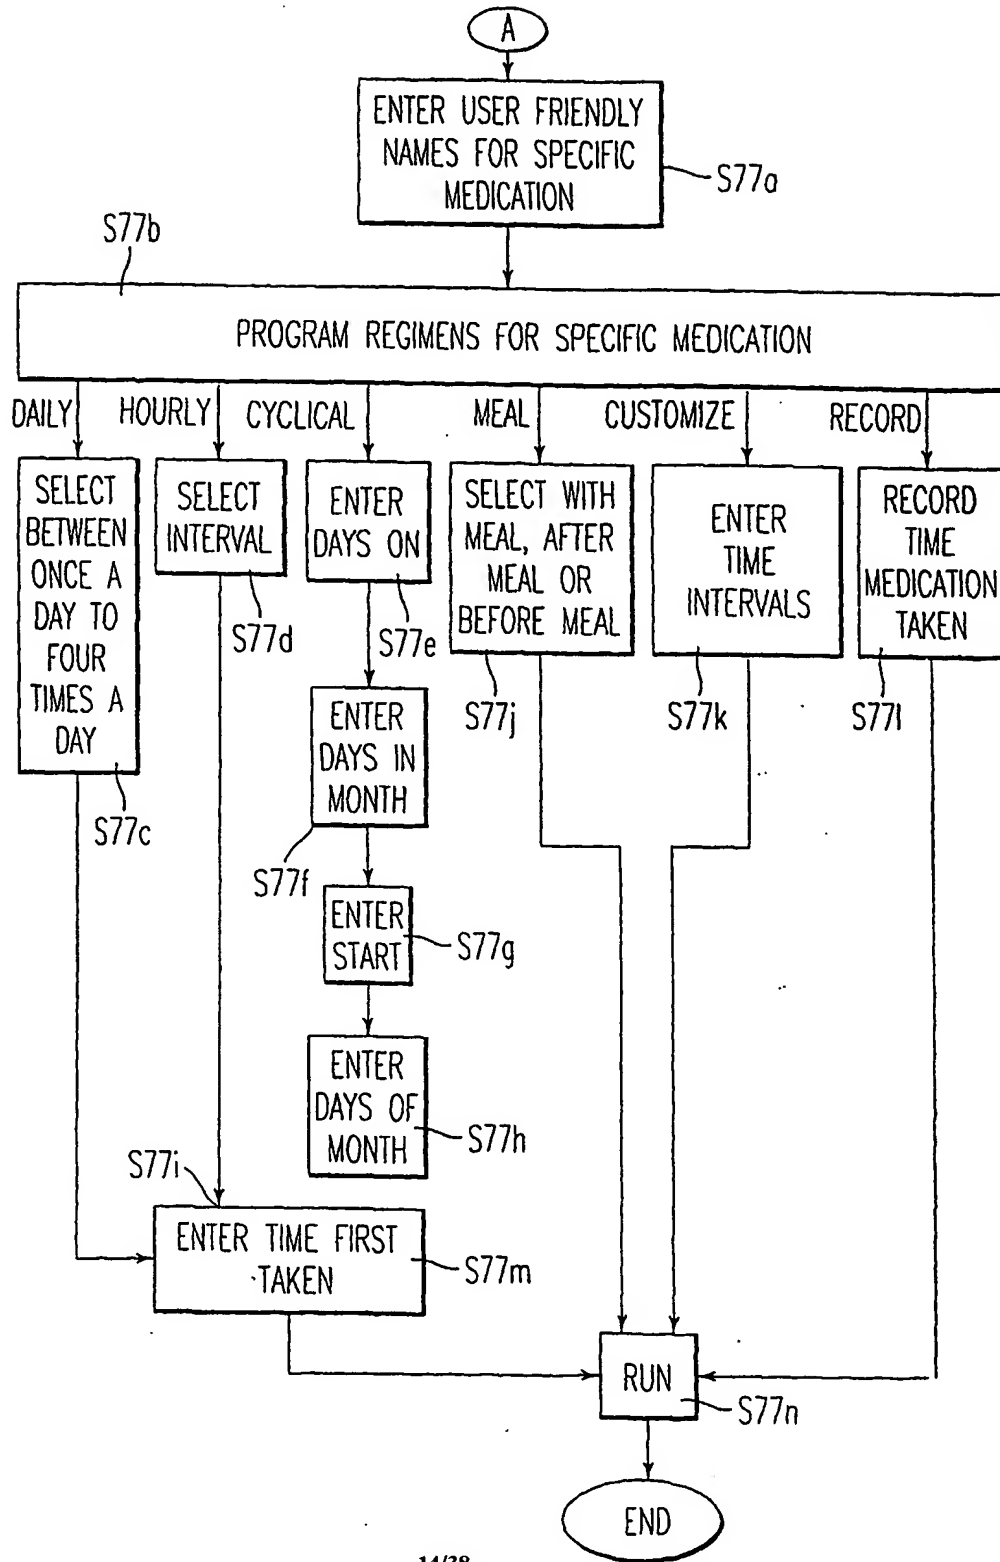 A
ENTER USER FRIENDLY
NAMES FOR SPECIFIC
MEDICATION
S77a
S77b
PROGRAM REGIMENS FOR SPECIFIC MEDICATION
DAILY
HOURLY
CYCLICAL
MEAL
CUSTOMIZE
RECORD
SELECT
BETWEEN
ONCE A
DAY TO
FOUR
TIMES A
DAY
S77c
SELECT
INTERVAL
S77d
ENTER
DAYS ON
S77e
SELECT WITH
MEAL, AFTER
MEAL OR
BEFORE MEAL
S77j
ENTER
TIME
INTERVALS
S77k
RECORD
TIME
MEDICATION
TAKEN
S77l
ENTER
DAYS IN
MONTH
S77f
ENTER
START
S77g
ENTER
DAYS OF
MONTH
S77h
S77i
ENTER TIME FIRST
TAKEN
S77m
RUN
S77n
END
14/38